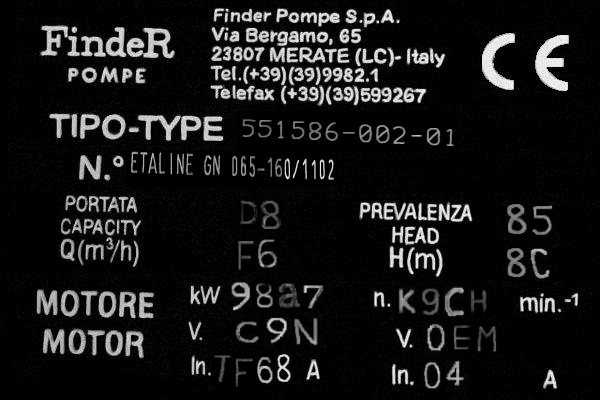 FindeR
POMPE
Finder Pompe S.p.A.
Via Bergamo, 65
23807 MERATE (LC)- Italy
Tel.(+39)(39)9982.1
Telefax (+39)(39)599267
CE
TIPO-TYPE 551586-002-01
N.° ETALINE GN 065-160/1102
PORTATA
CAPACITY
Q(m³/h)
D8
F6
PREVALENZA
HEAD
H(m)
85
8C
MOTORE
MOTOR
kW 98a7 n. K9CH min.-1
V. C9N V. 0EM
In. TF68 A In. 04 A